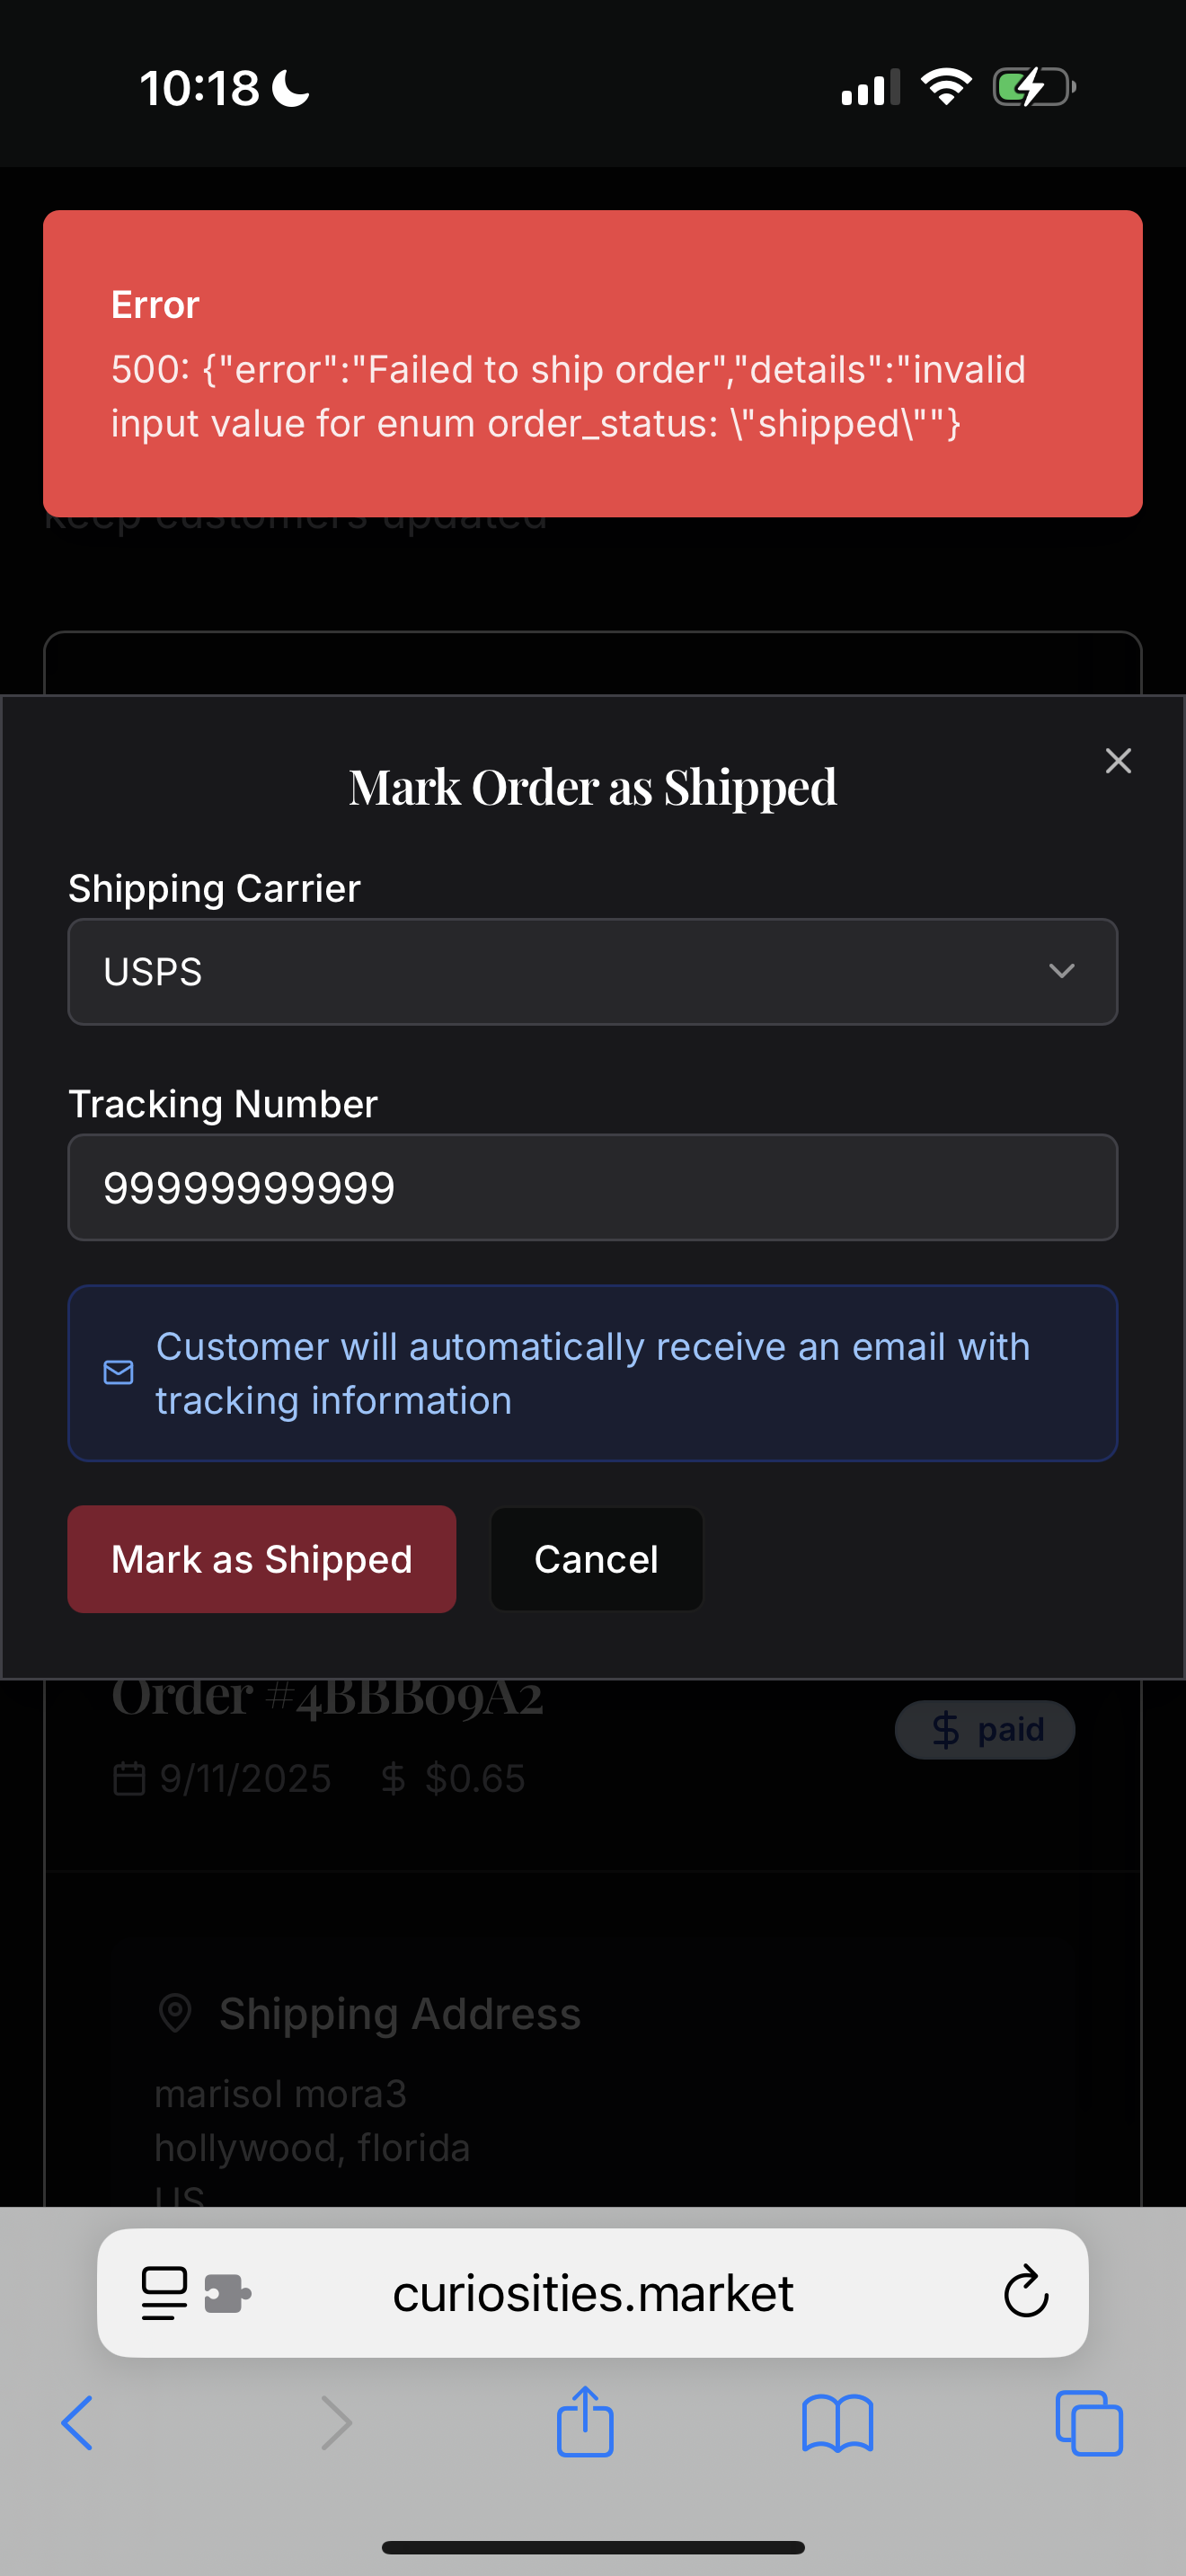 10:18
Error
500: {"error":"Failed to ship order","details":"invalid
input value for enum order_status: \"shipped\""}
keep customers updated
Mark Order as Shipped
Shipping Carrier
USPS
Tracking Number
99999999999
Customer will automatically receive an email with
tracking information
Mark as Shipped
Cancel
Order #4BBB09A2
paid
9/11/2025
$0.65
Shipping Address
marisol mora3
hollywood, florida
US
curiosities.market